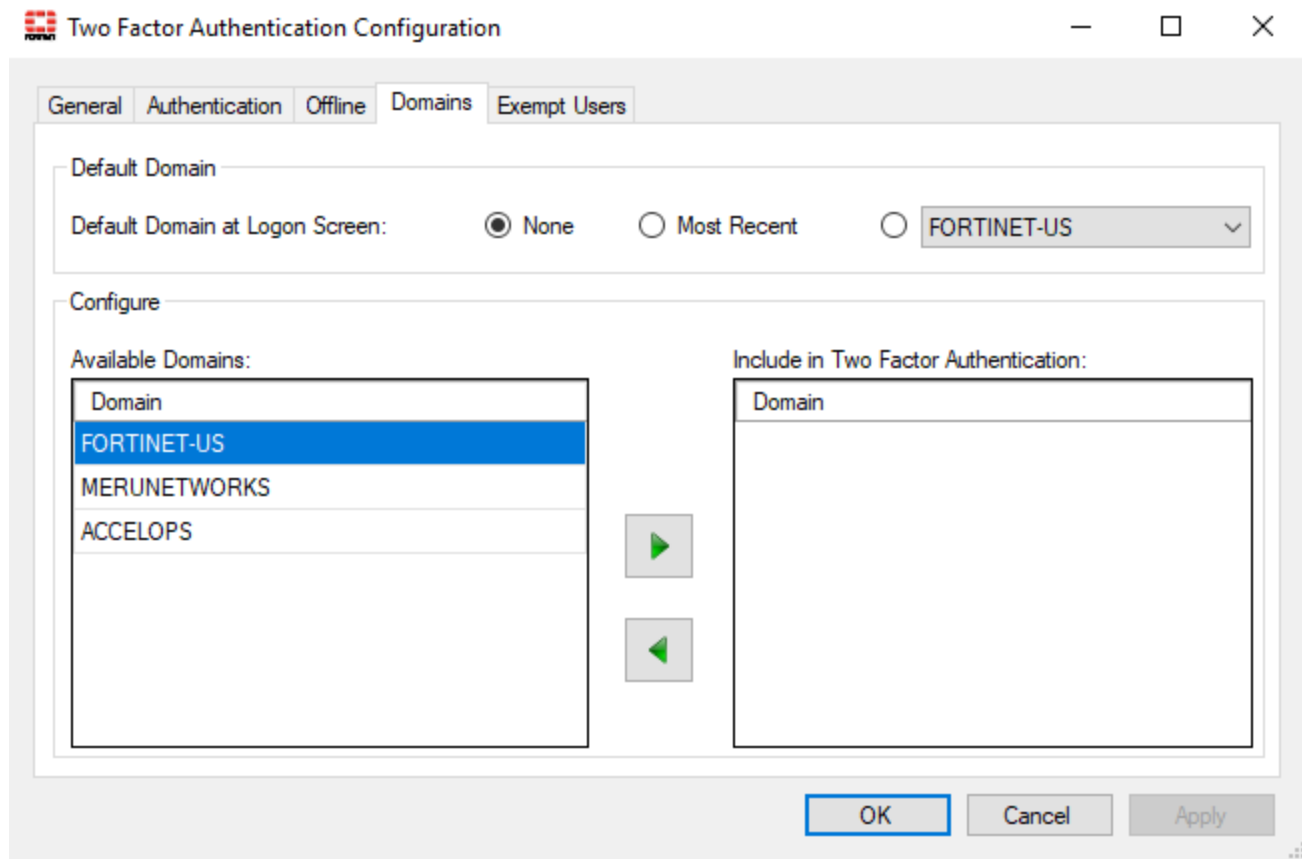 Two Factor Authentication Configuration
General Authentication Offline Domains Exempt Users
Default Domain
Default Domain at Logon Screen: None Most Recent FORTINET-US
Configure
Available Domains: Include in Two Factor Authentication:
Domain Domain
FORTINET-US
MERUNETWORKS
ACCELOPS
OK Cancel Apply